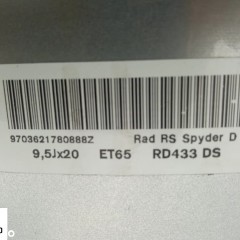 9703621780888Z Rad RS Spyder D
9,5Jx20 ET65 RD433 DS